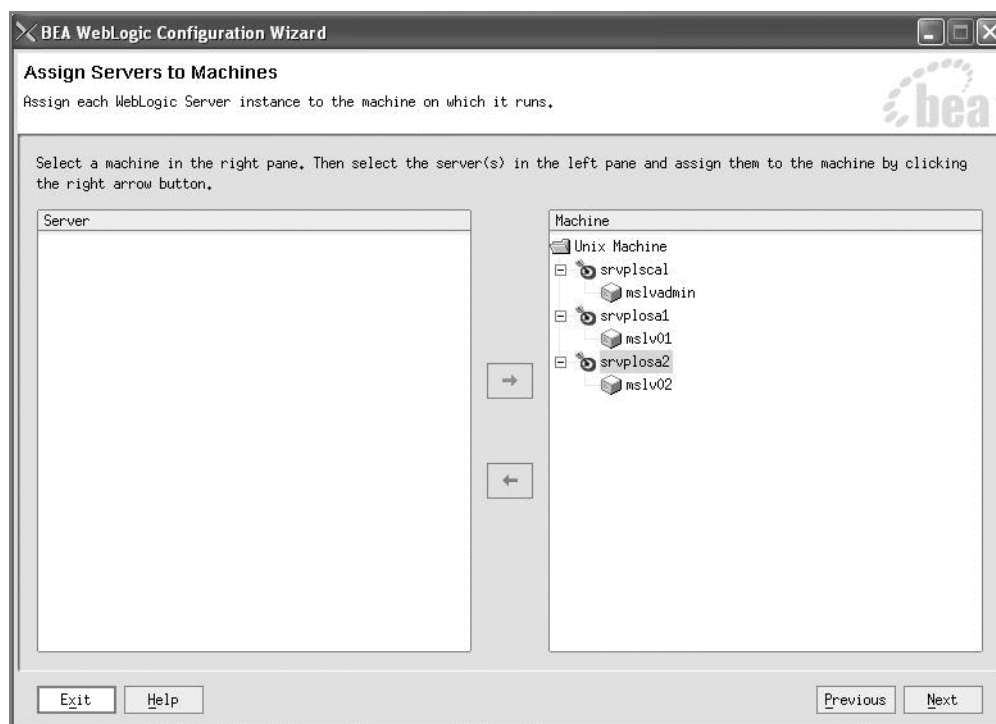 BEA WebLogic Configuration Wizard
Assign Servers to Machines
Assign each WebLogic Server instance to the machine on which it runs.
bea
Select a machine in the right pane. Then select the server(s) in the left pane and assign them to the machine by clicking
the right arrow button.
Server
Machine
Unix Machine
srvplscal
mslvadmin
srvplosa1
mslv01
srvplosa2
mslv02
Exit
Help
Previous
Next